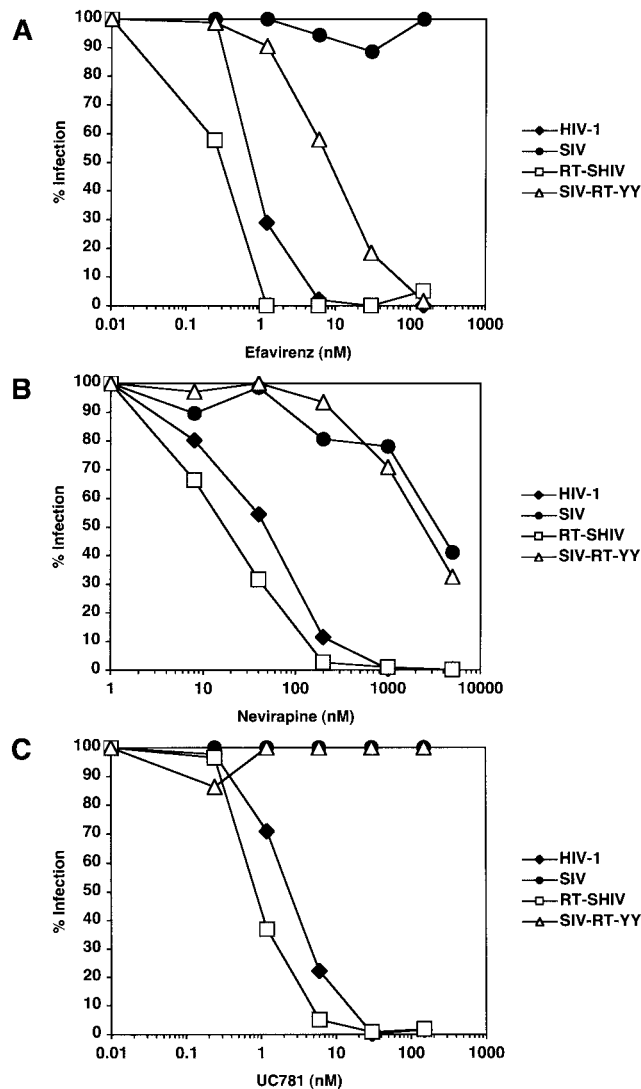 A
100
90
80
70
60
50
40
30
20
10
0
% Infection
0.01 0.1 1 10 100 1000
Efavirenz (nM)
HIV-1
SIV
RT-SHIV
SIV-RT-YY
B
100
90
80
70
60
50
40
30
20
10
0
% Infection
1 10 100 1000 10000
Nevirapine (nM)
HIV-1
SIV
RT-SHIV
SIV-RT-YY
C
100
90
80
70
60
50
40
30
20
10
0
% Infection
0.01 0.1 1 10 100 1000
UC781 (nM)
HIV-1
SIV
RT-SHIV
SIV-RT-YY